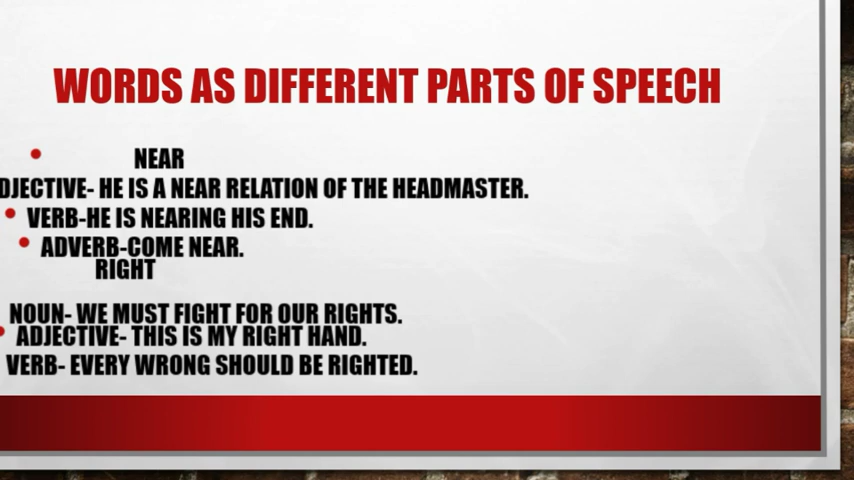 WORDS AS DIFFERENT PARTS OF SPEECH
• NEAR
DJECTIVE- HE IS A NEAR RELATION OF THE HEADMASTER.
• VERB-HE IS NEARING HIS END.
• ADVERB-COME NEAR.
RIGHT
NOUN- WE MUST FIGHT FOR OUR RIGHTS.
• ADJECTIVE- THIS IS MY RIGHT HAND.
VERB- EVERY WRONG SHOULD BE RIGHTED.